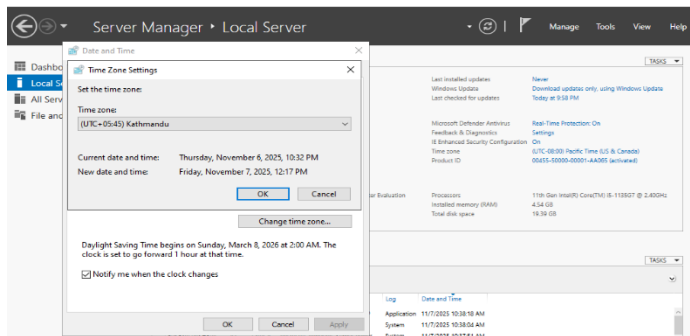 Server Manager • Local Server
Manage Tools View Help
Date and Time
Time Zone Settings
Set the time zone:
Time zone:
(UTC+05:45) Kathmandu
Current date and time: Thursday, November 6, 2025, 10:32 PM
New date and time: Friday, November 7, 2025, 12:17 PM
OK Cancel
Change time zone...
Daylight Saving Time begins on Sunday, March 8, 2026 at 2:00 AM. The
clock is set to go forward 1 hour at that time.
Notify me when the clock changes
OK Cancel Apply
Dashbo
Local S
All Serv
File and
TASKS
Last installed updates Never
Windows Update Download updates only, using Windows Update
Last checked for updates Today at 9:58 PM
Microsoft Defender Antivirus Real-Time Protection: On
Feedback & Diagnostics Settings
IE Enhanced Security Configuration On
Time zone (UTC-08:00) Pacific Time (US & Canada)
Product ID 00455-50000-00001-AA065 (activated)
er Evaluation
Processors 11th Gen Intel(R) Core(TM) i5-1135G7 @ 2.40GHz
Installed memory (RAM) 4.54 GB
Total disk space 19.39 GB
TASKS
Log Date and Time
Application 11/7/2025 10:38:18 AM
System 11/7/2025 10:38:04 AM